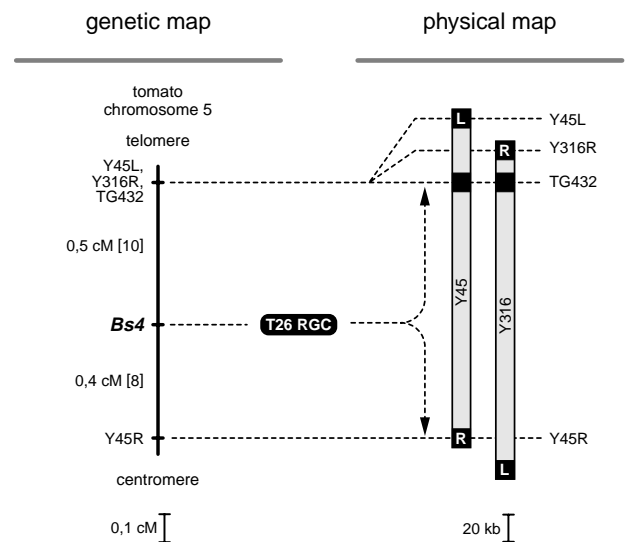 genetic map
physical map
tomato
chromosome 5
telomere
Y45L,
Y316R,
TG432
0,5 cM [10]
Bs4
0,4 cM [8]
Y45R
centromere
0,1 cM
T26 RGC
L
R
Y45
Y316
R
L
Y45L
Y316R
TG432
Y45R
20 kb